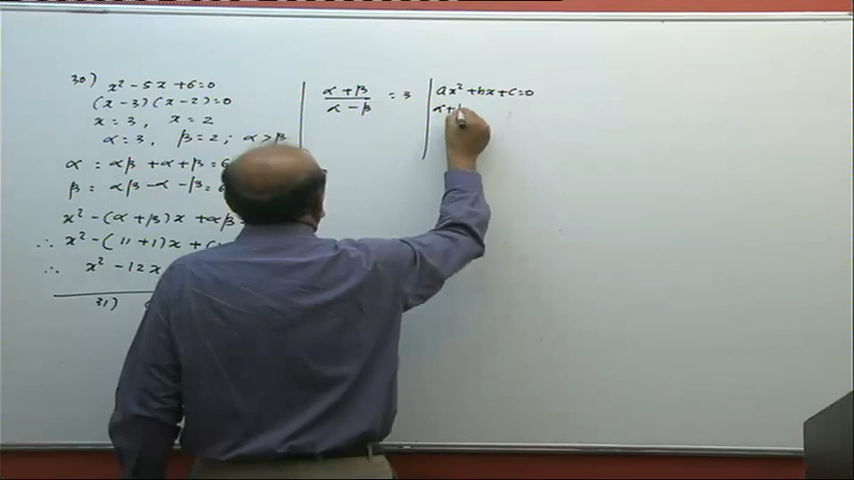 30) x² - 5x + 6 = 0
(x - 3) (x - 2) = 0
x = 3, x = 2
α = 3, β = 2; α > β
α = αβ + α + β = 6
β = αβ - α - β =
x² - (α + β)x + αβ
∴ x² - (11 + 1)x +
∴ x² - 12x
31)
α + β
α - β
= 3
ax² + bx + c = 0
α +